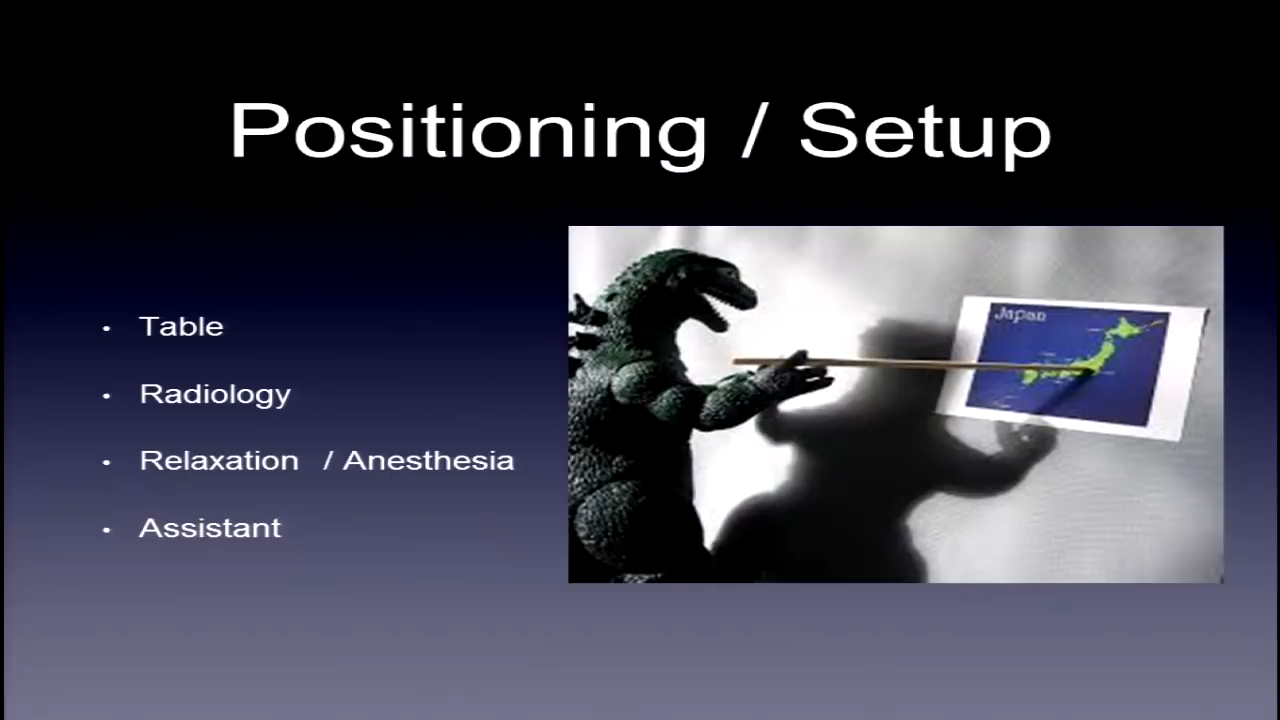 Positioning / Setup
Table
Radiology
Relaxation / Anesthesia
Assistant
Japan